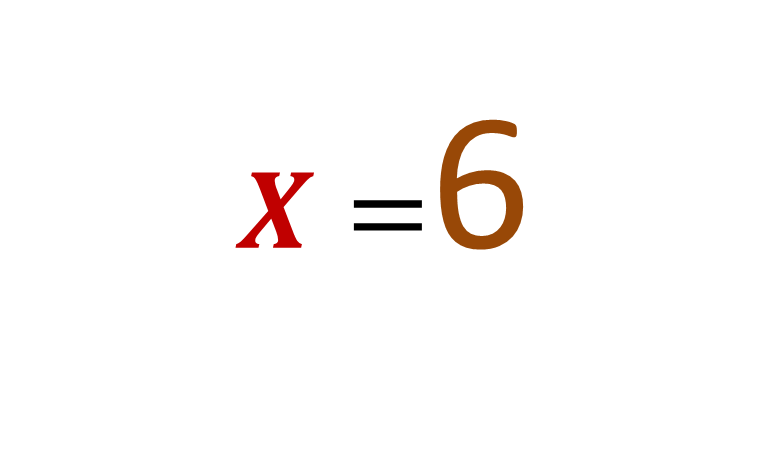 x = 6